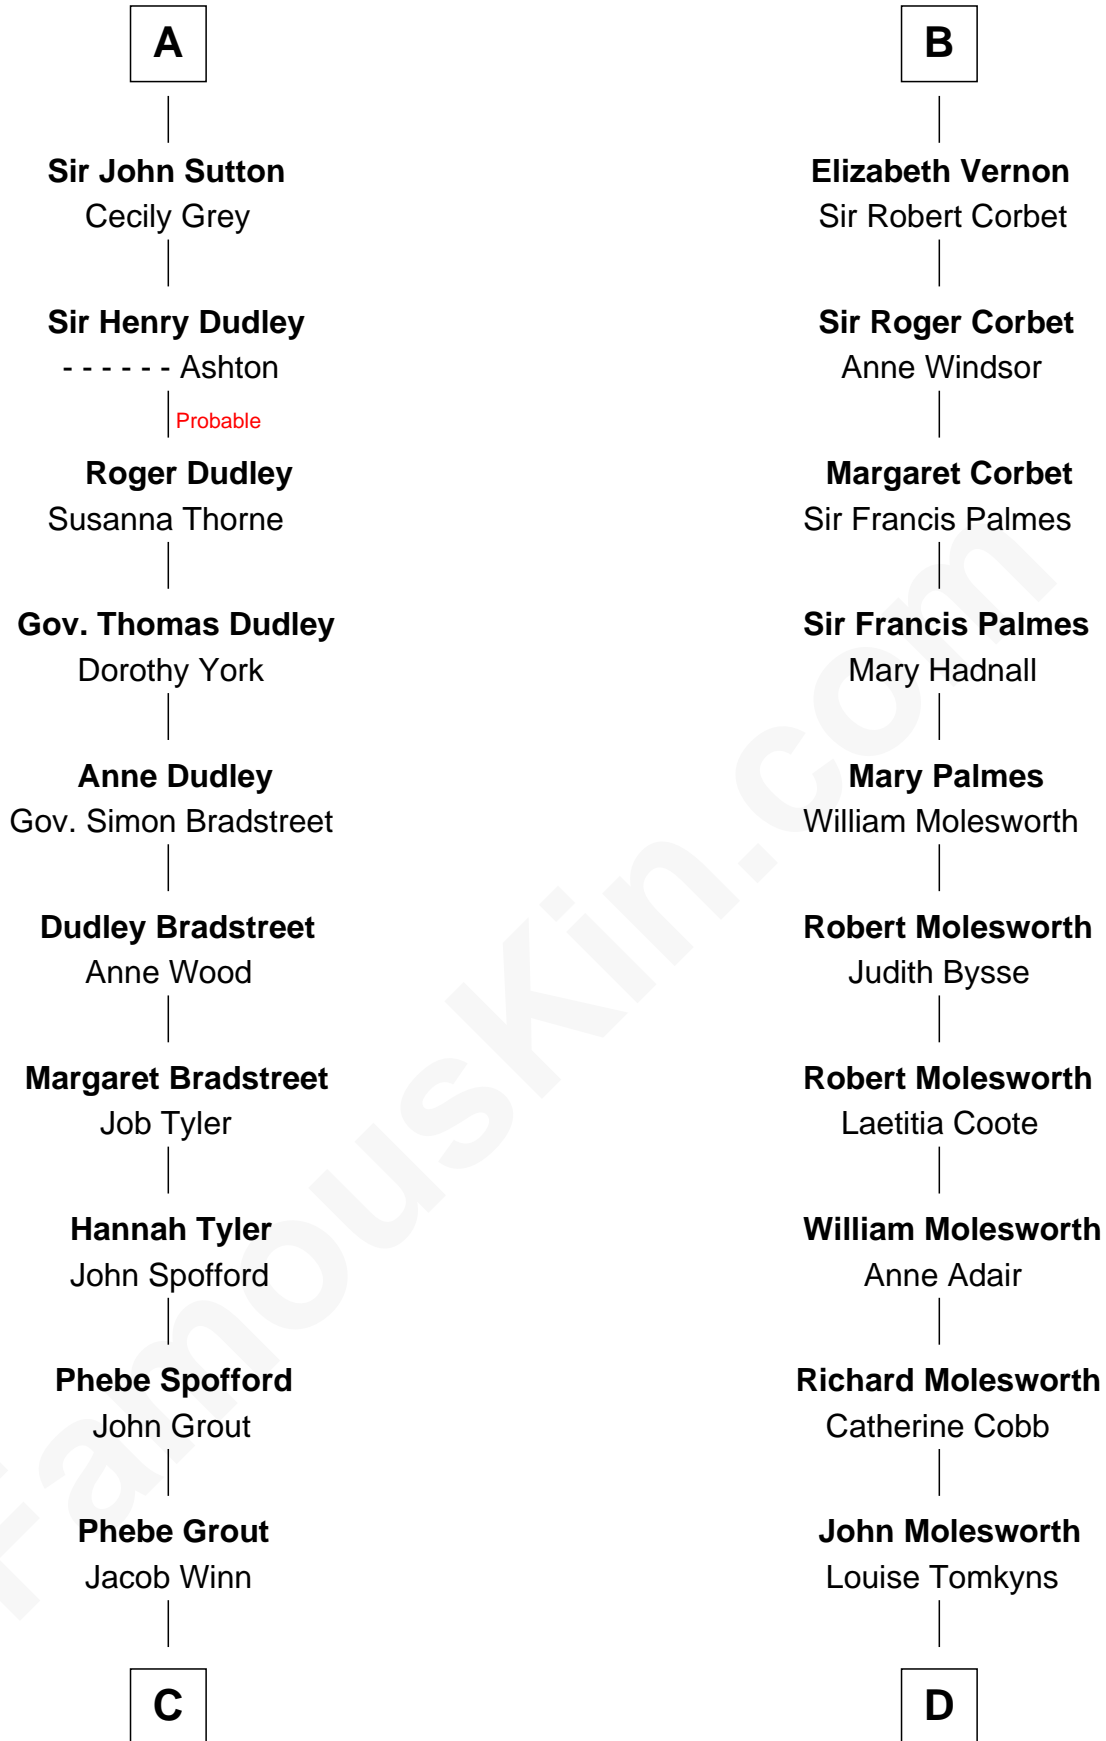 A
Sir John Sutton
Cecily Grey
Sir Henry Dudley
- - - - - - Ashton
Probable
Roger Dudley
Susanna Thorne
Gov. Thomas Dudley
Dorothy York
Anne Dudley
Gov. Simon Bradstreet
Dudley Bradstreet
Anne Wood
Margaret Bradstreet
Job Tyler
Hannah Tyler
John Spofford
Phebe Spofford
John Grout
Phebe Grout
Jacob Winn
C
B
Elizabeth Vernon
Sir Robert Corbet
Sir Roger Corbet
Anne Windsor
Margaret Corbet
Sir Francis Palmes
Sir Francis Palmes
Mary Hadnall
Mary Palmes
William Molesworth
Robert Molesworth
Judith Bysse
Robert Molesworth
Laetitia Coote
William Molesworth
Anne Adair
Richard Molesworth
Catherine Cobb
John Molesworth
Louise Tomkyns
D
FamousKin.com